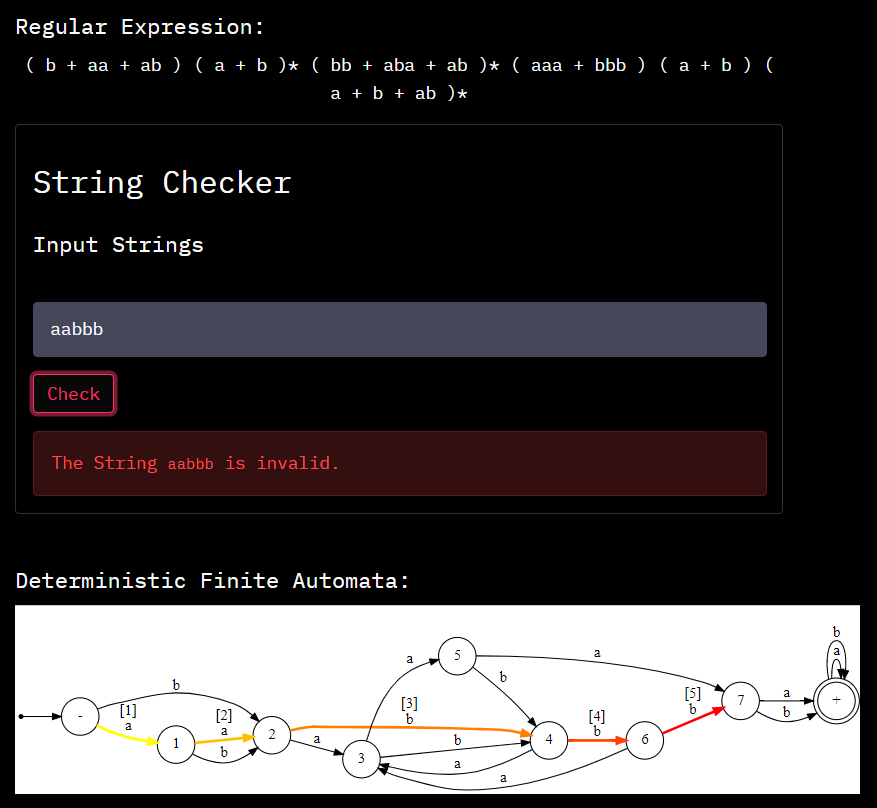 Regular Expression:
( b + aa + ab ) ( a + b )* ( bb + aba + ab )* ( aaa + bbb ) ( a + b ) (
a + b + ab )*
String Checker
Input Strings
aabbb
Check
The String aabbb is invalid.
Deterministic Finite Automata:
b
b
a
a
5
a
[3]
b
[5]
b
a
7
+
b
-
[1]
a
[2]
a
b
[4]
b
1
2
b
a
b
4
6
3
a
a